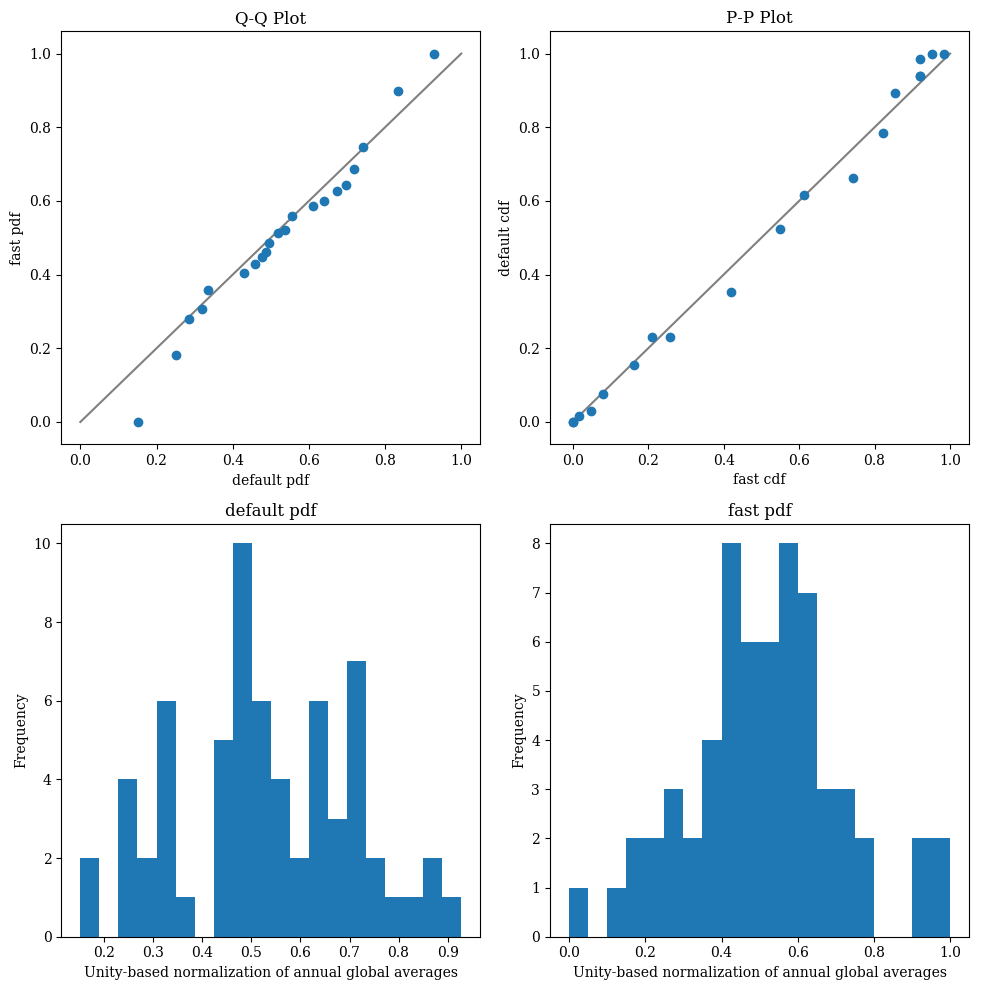 Q-Q Plot
fast pdf
1.0
0.8
0.6
0.4
0.2
0.0
0.0 0.2 0.4 0.6 0.8 1.0
default pdf
P-P Plot
default cdf
1.0
0.8
0.6
0.4
0.2
0.0
0.0 0.2 0.4 0.6 0.8 1.0
fast cdf
default pdf
Frequency
10
8
6
4
2
0
0.2 0.3 0.4 0.5 0.6 0.7 0.8 0.9
Unity-based normalization of annual global averages
fast pdf
Frequency
8
7
6
5
4
3
2
1
0
0.0 0.2 0.4 0.6 0.8 1.0
Unity-based normalization of annual global averages